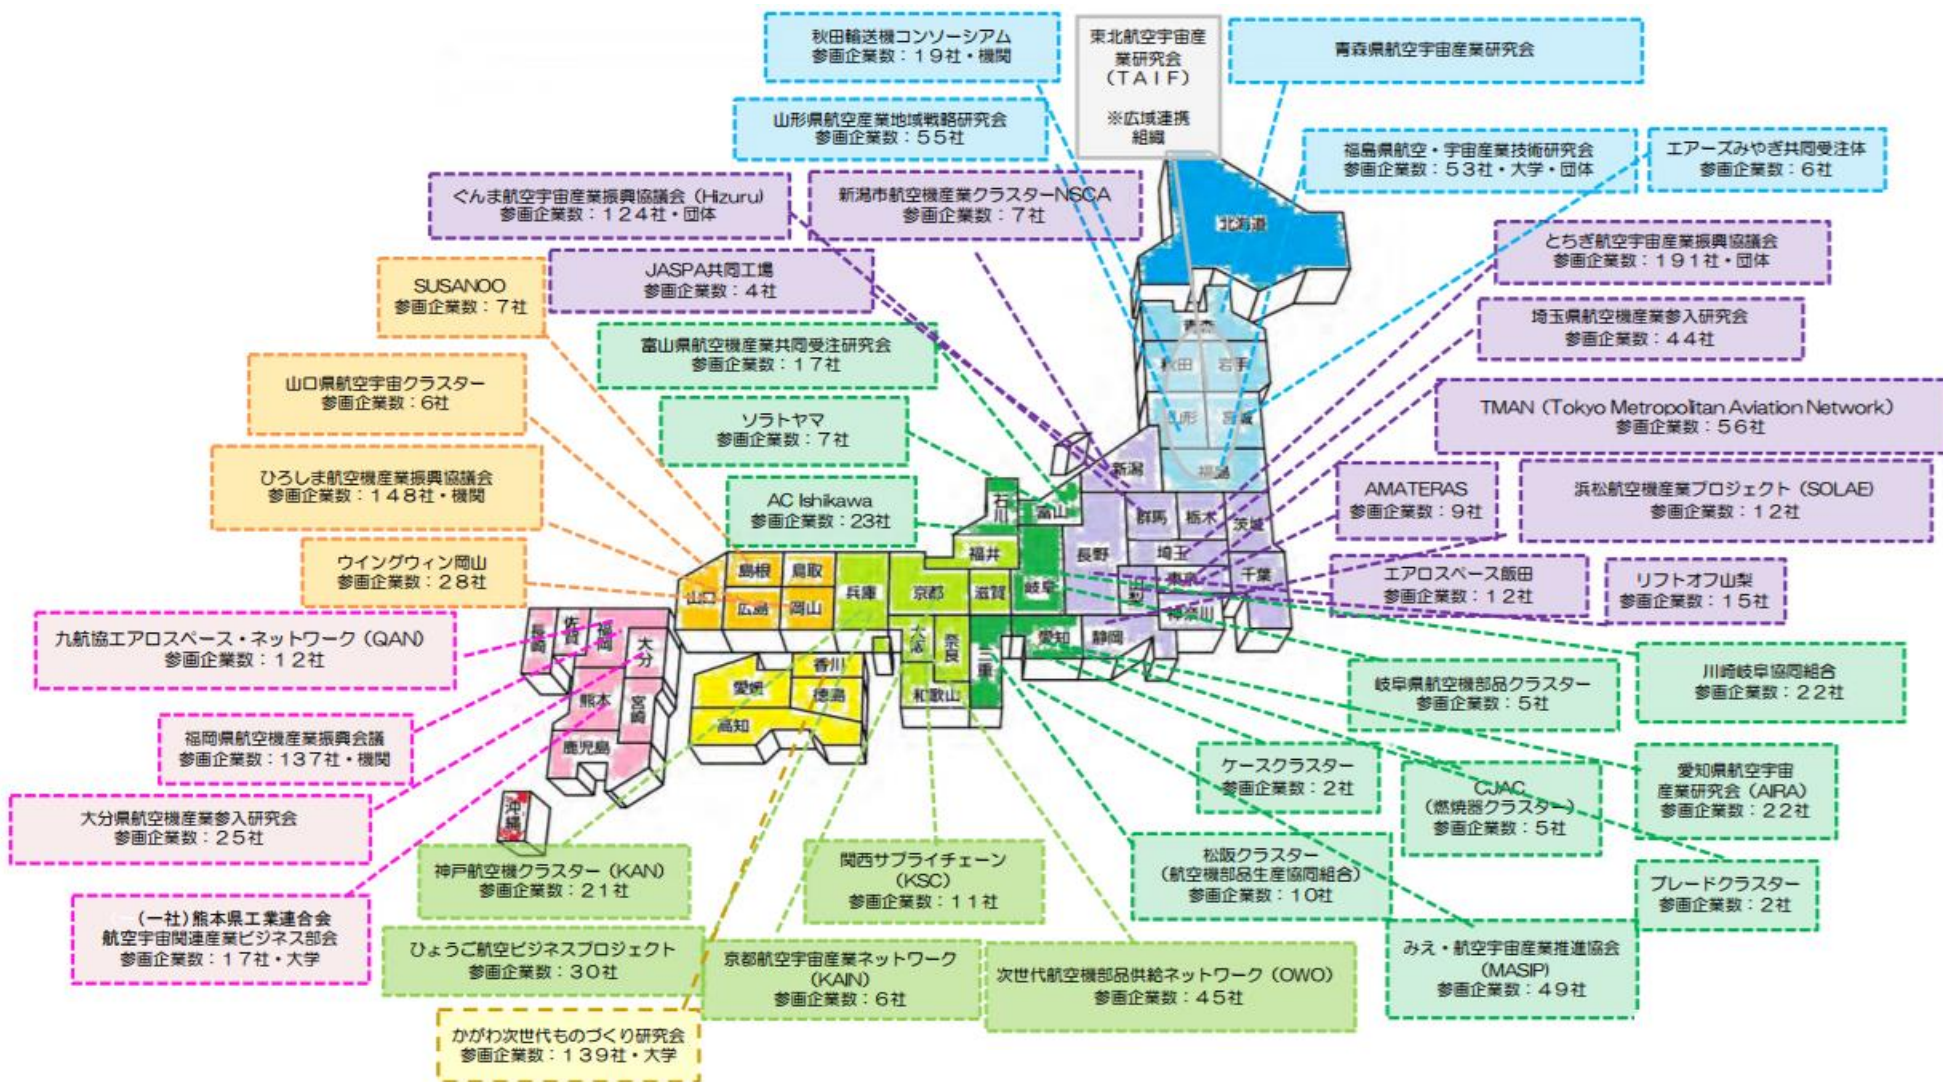 秋田輸送機コンソーシアム
参画企業数：19社・機関
東北航空宇宙産
業研究会
（TAIF）
※広域連携
組織
青森県航空宇宙産業研究会
山形県航空産業地域戦略研究会
参画企業数：55社
福島県航空・宇宙産業技術研究会
参画企業数：53社・大学・団体
エアーズみやぎ共同受注体
参画企業数：6社
ぐんま航空宇宙産業振興協議会（Hizuru）
参画企業数：124社・団体
新潟市航空機産業クラスターNSCA
参画企業数：7社
とちぎ航空宇宙産業振興協議会
参画企業数：191社・団体
JASPA共同工場
参画企業数：4社
SUSANOO
参画企業数：7社
埼玉県航空機産業参入研究会
参画企業数：44社
富山県航空機産業共同受注研究会
参画企業数：17社
山口県航空宇宙クラスター
参画企業数：6社
ソラトヤマ
参画企業数：7社
TMAN（Tokyo Metropolitan Aviation Network）
参画企業数：56社
ひろしま航空機産業振興協議会
参画企業数：148社・機関
AC Ishikawa
参画企業数：23社
AMATERAS
参画企業数：9社
浜松航空機産業プロジェクト（SOLAE）
参画企業数：12社
ウイングウィン岡山
参画企業数：28社
エアロスペース飯田
参画企業数：12社
リフトオフ山梨
参画企業数：15社
九航協エアロスペース・ネットワーク（QAN）
参画企業数：12社
岐阜県航空機部品クラスター
参画企業数：5社
川崎岐阜協同組合
参画企業数：22社
福岡県航空機産業振興会議
参画企業数：137社・機関
ケースクラスター
参画企業数：2社
CJAC
（燃焼器クラスター）
参画企業数：5社
愛知県航空宇宙
産業研究会（AIRA）
参画企業数：22社
大分県航空機産業参入研究会
参画企業数：25社
神戸航空機クラスター（KAN）
参画企業数：21社
関西サプライチェーン
（KSC）
参画企業数：11社
松阪クラスター
（航空機部品生産協同組合）
参画企業数：10社
ブレードクラスター
参画企業数：2社
（一社）熊本県工業連合会
航空宇宙関連産業ビジネス部会
参画企業数：17社・大学
ひょうご航空ビジネスプロジェクト
参画企業数：30社
京都航空宇宙産業ネットワーク
（KAIN）
参画企業数：6社
次世代航空機部品供給ネットワーク（OWO）
参画企業数：45社
みえ・航空宇宙産業推進協会
（MASIP）
参画企業数：49社
かがわ次世代ものづくり研究会
参画企業数：139社・大学
北海道
青森
秋田
岩手
山形
宮城
新潟
福島
石川
富山
群馬
栃木
茨城
福井
長野
埼玉
島根
鳥取
兵庫
京都
滋賀
岐阜
東京
千葉
山口
広島
岡山
山梨
神奈川
長崎
佐賀
福岡
大分
大阪
奈良
三重
愛知
静岡
香川
愛媛
徳島
和歌山
熊本
宮崎
高知
鹿児島
沖縄